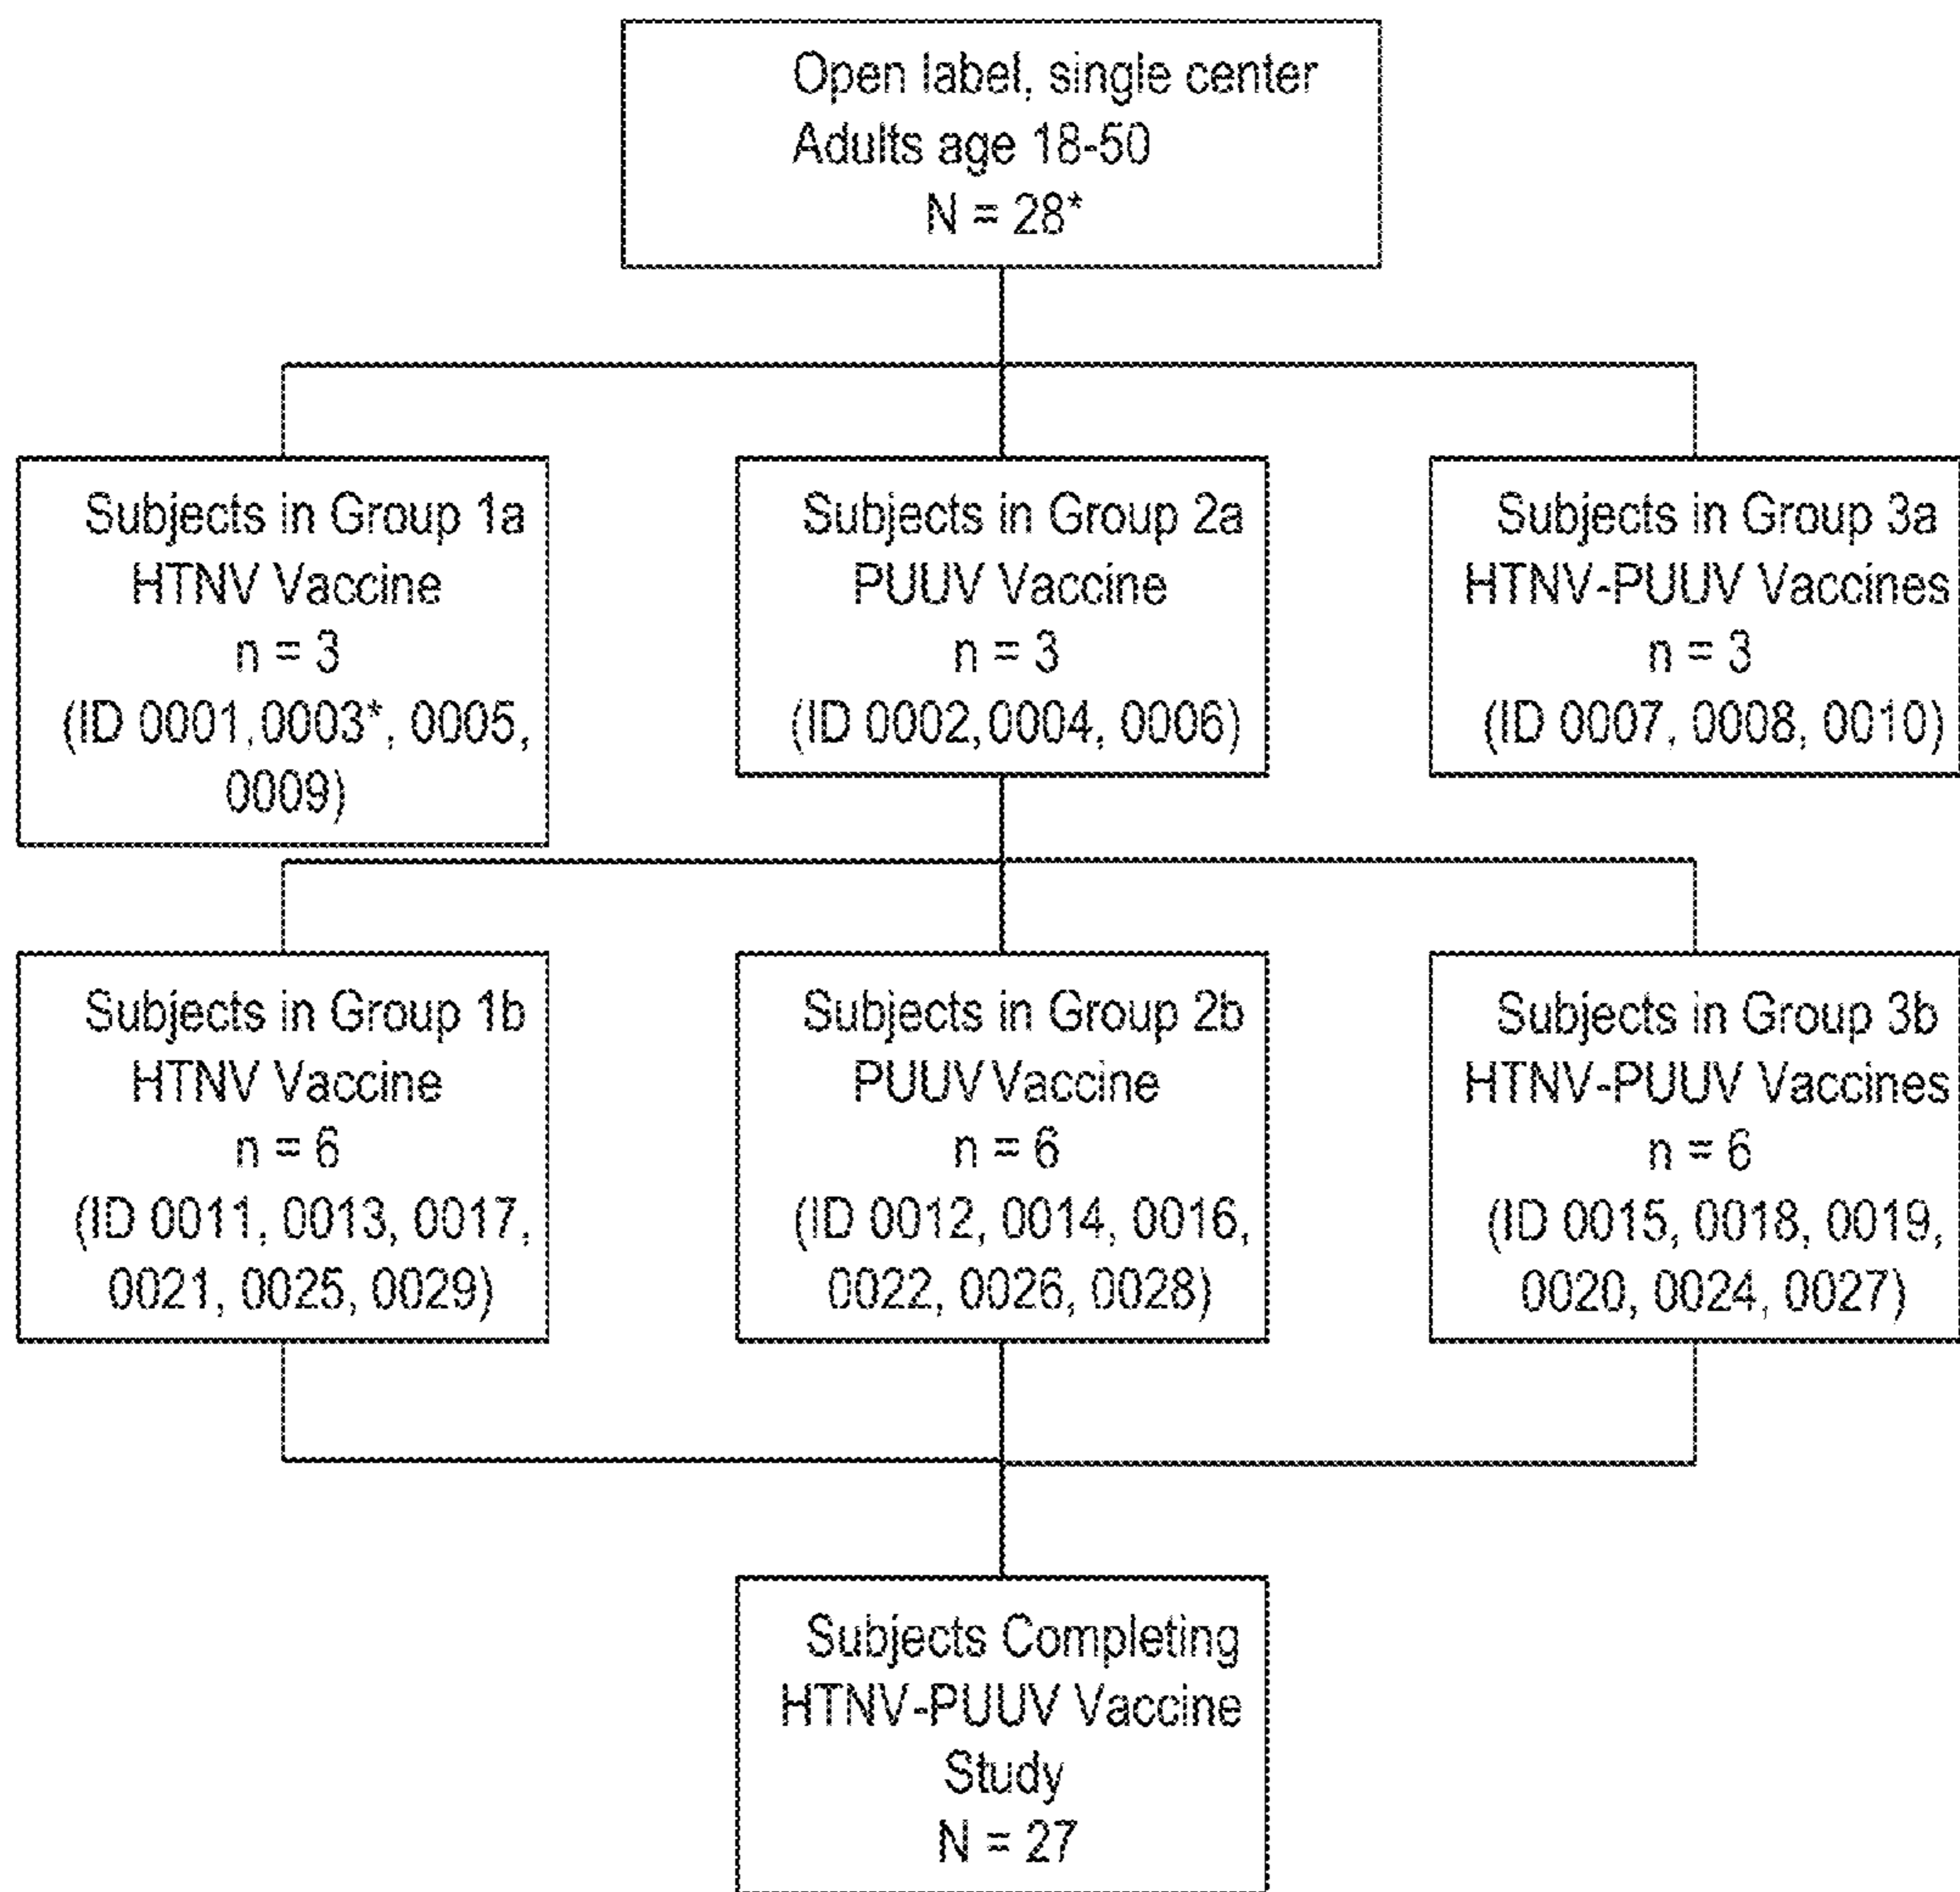 Open label, single center
Adults age 18-50
N = 28*
Subjects in Group 1a
HTNV Vaccine
n = 3
(ID 0001,0003*, 0005,
0009)
Subjects in Group 2a
PUUV Vaccine
n = 3
(ID 0002,0004, 0006)
Subjects in Group 3a
HTNV-PUUV Vaccines
n = 3
(ID 0007, 0008, 0010)
Subjects in Group 1b
HTNV Vaccine
n = 6
(ID 0011, 0013, 0017,
0021, 0025, 0029)
Subjects in Group 2b
PUUV Vaccine
n = 6
(ID 0012, 0014, 0016,
0022, 0026, 0028)
Subjects in Group 3b
HTNV-PUUV Vaccines
n = 6
(ID 0015, 0018, 0019,
0020, 0024, 0027)
Subjects Completing
HTNV-PUUV Vaccine
Study
N = 27